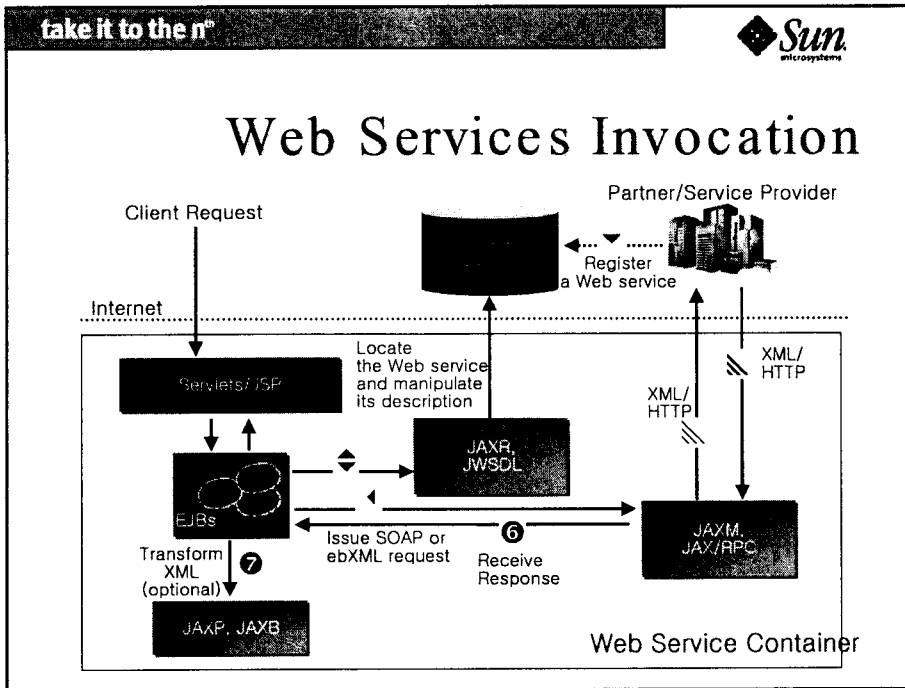 take it to the nth
Sun.
microsystems
Web Services Invocation
Partner/Service Provider
Client Request
Register
a Web service
Internet
Locate
the Web service
and manipulate
its description
XML/
HTTP
XML/
HTTP
Servlets/JSP
JAXR,
JWSDL
EJBs
JAXM,
JAX/RPC
Issue SOAP or
ebXML request
6
Receive
Response
Transform
XML
(optional)
7
JAXP, JAXB
Web Service Container